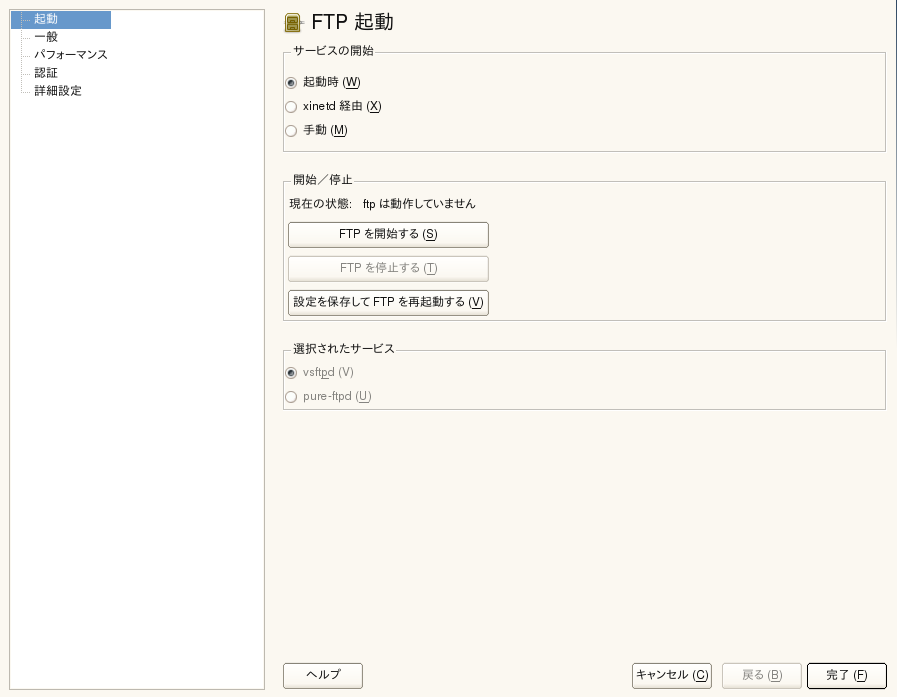 起動
一般
パフォーマンス
認証
詳細設定
FTP 起動
サービスの開始
起動時 (W)
xinetd 経由 (X)
手動 (M)
開始／停止
現在の状態: ftp は動作していません
FTP を開始する (S)
FTP を停止する (T)
設定を保存して FTP を再起動する (V)
選択されたサービス
vsftpd (V)
pure-ftpd (U)
ヘルプ
キャンセル (C)
戻る (B)
完了 (F)